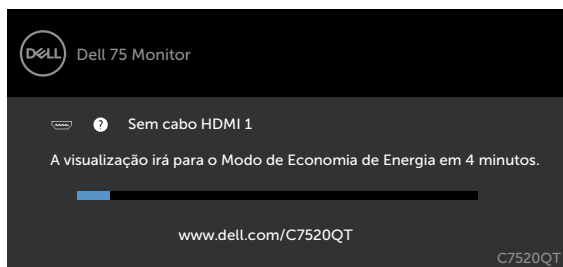 DELL
Dell 75 Monitor
? Sem cabo HDMI 1
A visualização irá para o Modo de Economia de Energia em 4 minutos.
www.dell.com/C7520QT
C7520QT